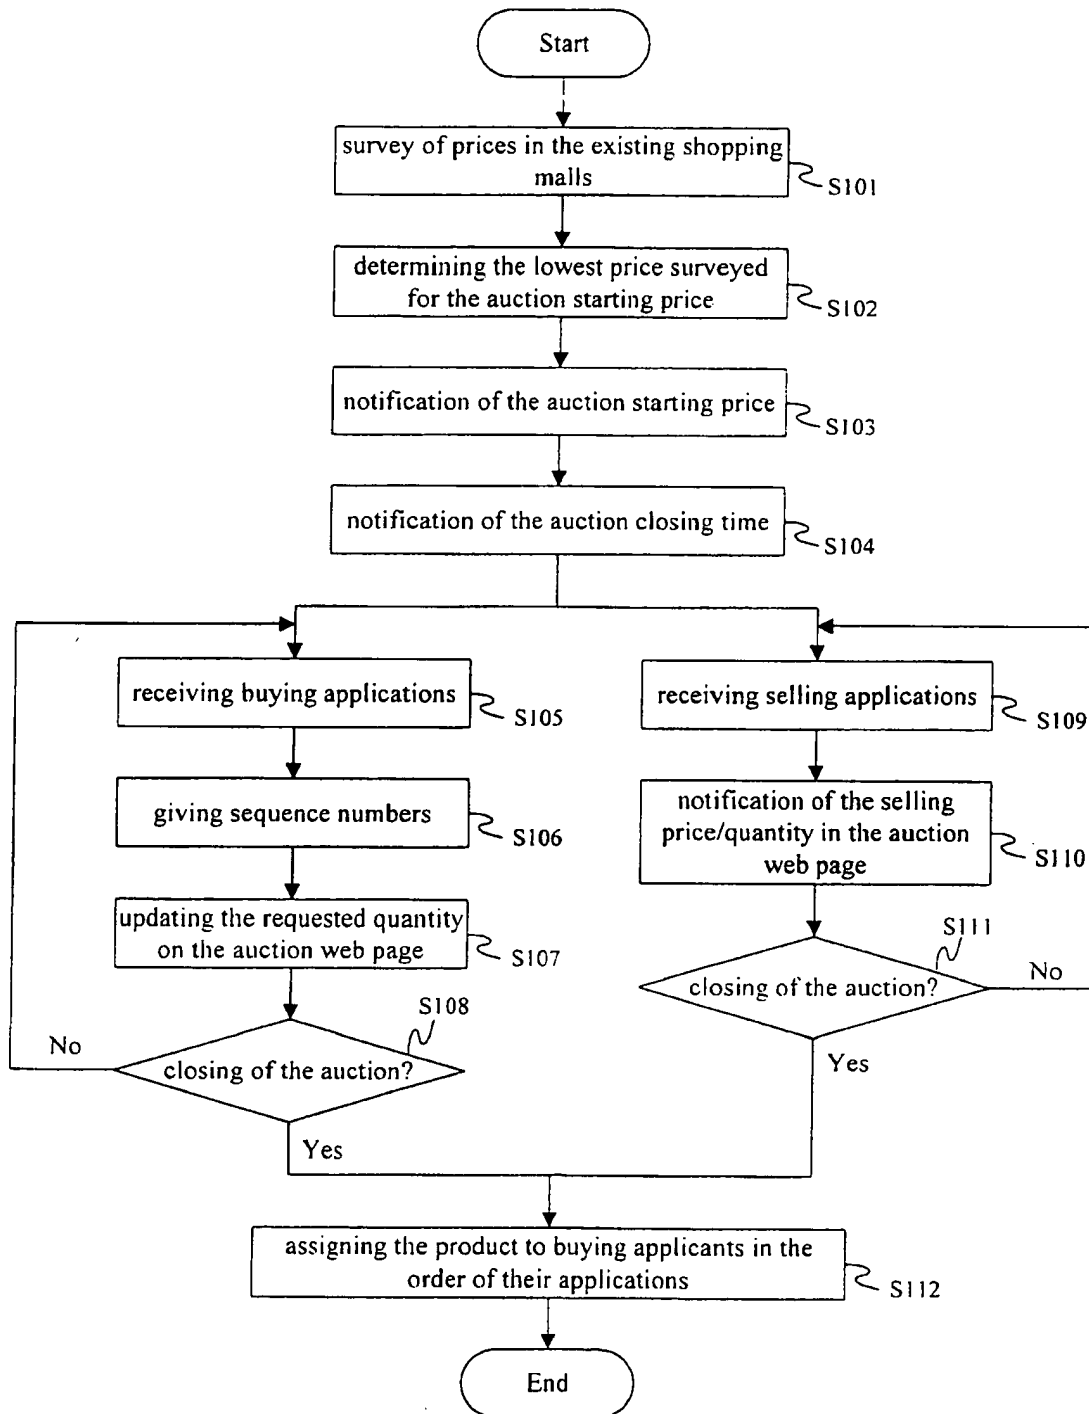 Start
survey of prices in the existing shopping
malls
S101
determining the lowest price surveyed
for the auction starting price
S102
notification of the auction starting price
S103
notification of the auction closing time
S104
receiving buying applications
S105
giving sequence numbers
S106
updating the requested quantity
on the auction web page
S107
S108
closing of the auction?
No
Yes
receiving selling applications
S109
notification of the selling
price/quantity in the auction
web page
S110
S111
closing of the auction?
No
Yes
assigning the product to buying applicants in the
order of their applications
S112
End